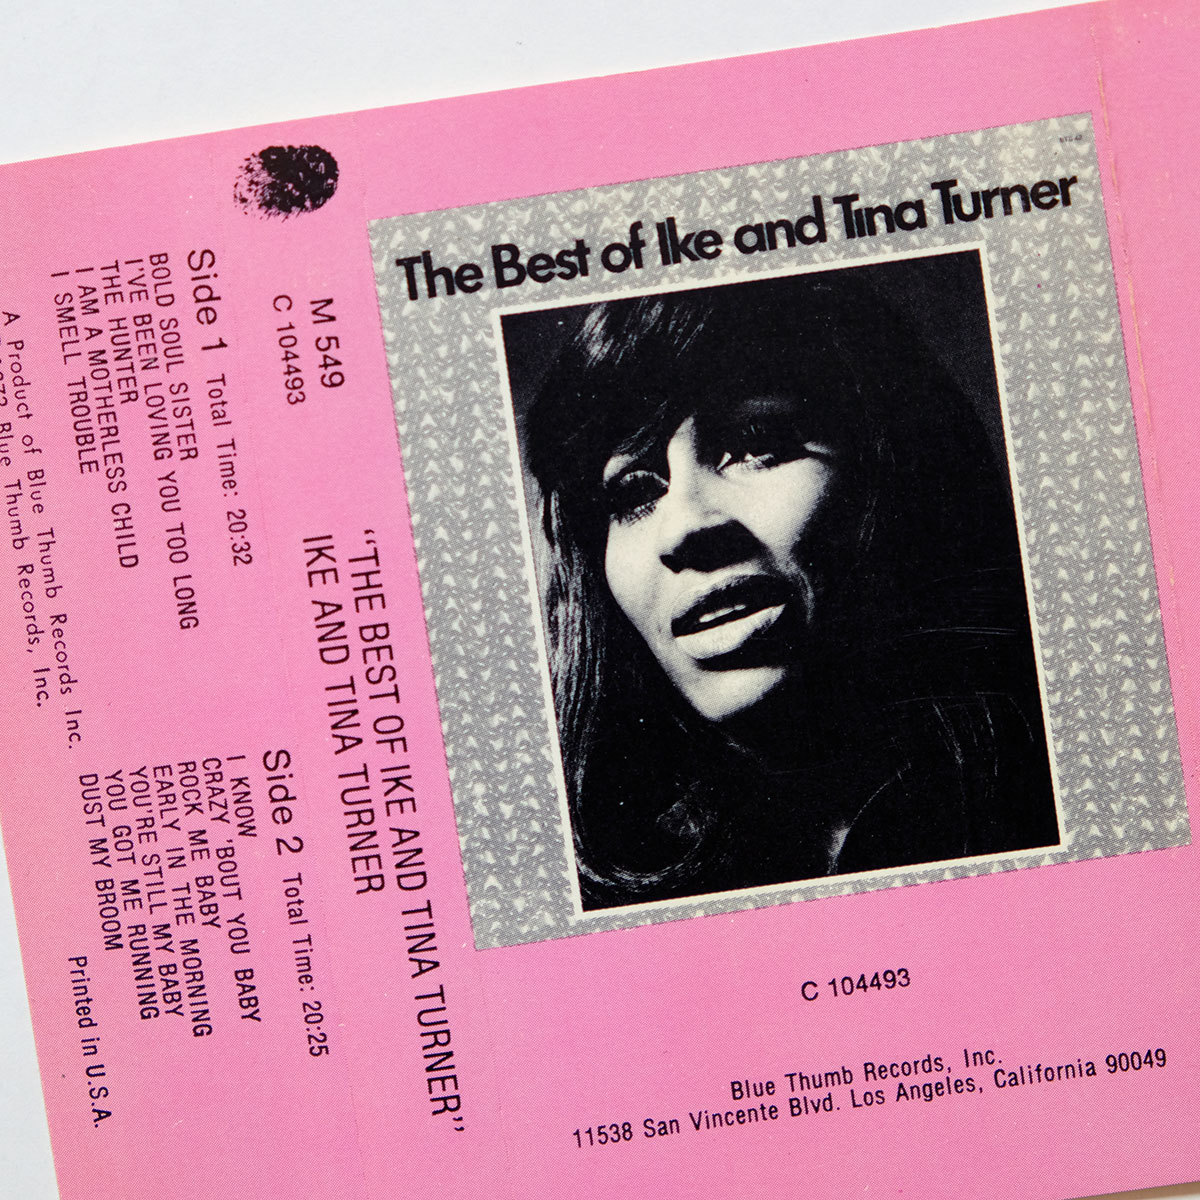 The Best of Ike and Tina Turner
C 104493
Blue Thumb Records, Inc.
11538 San Vincente Blvd. Los Angeles, California 90049
M 549
C 104493
“THE BEST OF IKE AND TINA TURNER”
IKE AND TINA TURNER
Side 1 Total Time: 20:32
BOLD SOUL SISTER
I'VE BEEN LOVING YOU TOO LONG
THE HUNTER
I AM A MOTHERLESS CHILD
I SMELL TROUBLE
Side 2 Total Time: 20:25
I KNOW 'BOUT YOU BABY
CRAZY 'BOUT YOU BABY
ROCK ME BABY
EARLY IN THE MORNING
YOU'RE STILL MY BABY
YOU GOT ME RUNNING
DUST MY BROOM
A Product of Blue Thumb Records Inc.
Blue Thumb Records, Inc.
Printed in U.S.A.